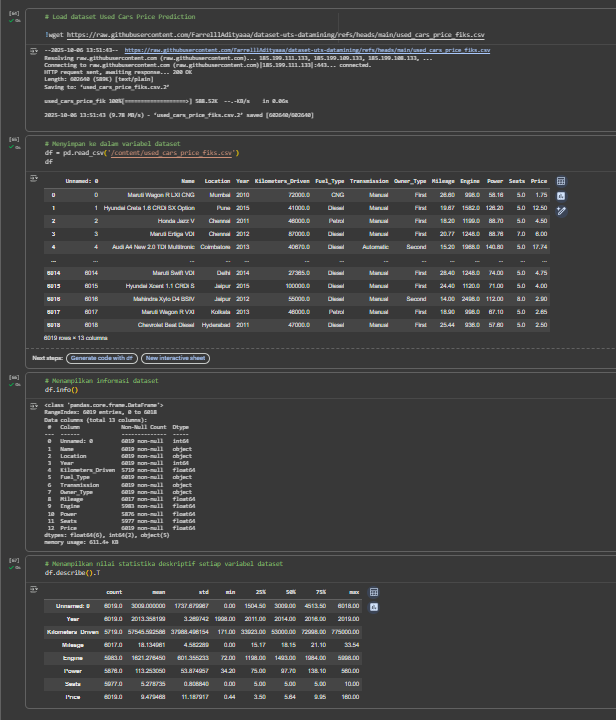 [64]
0s
# Load dataset Used Cars Price Prediction
!wget https://raw.githubusercontent.com/FarrelllAdityaaa/dataset-uts-datamining/refs/heads/main/used_cars_price_fiks.csv
--2025-10-06 13:51:43-- https://raw.githubusercontent.com/FarrelllAdityaaa/dataset-uts-datamining/refs/heads/main/used_cars_price_fiks.csv
Resolving raw.githubusercontent.com (raw.githubusercontent.com)... 185.199.111.133, 185.199.109.133, 185.199.108.133, ...
Connecting to raw.githubusercontent.com (raw.githubusercontent.com)|185.199.111.133|:443... connected.
HTTP request sent, awaiting response... 200 OK
Length: 602640 (589K) [text/plain]
Saving to: 'used_cars_price_fiks.csv.2'
used_cars_price_fik 100%[===================>] 588.52K --.-KB/s in 0.06s
2025-10-06 13:51:43 (9.78 MB/s) - 'used_cars_price_fiks.csv.2' saved [602640/602640]
[65]
0s
# Menyimpan ke dalam variabel dataset
df = pd.read_csv('/content/used_cars_price_fiks.csv')
df
Unnamed: 0 Name Location Year Kilometers_Driven Fuel_Type Transmission Owner_Type Mileage Engine Power Seats Price
0 0 Maruti Wagon R LXI CNG Mumbai 2010 72000.0 CNG Manual First 26.60 998.0 58.16 5.0 1.75
1 1 Hyundai Creta 1.6 CRDi SX Option Pune 2015 41000.0 Diesel Manual First 19.67 1582.0 126.20 5.0 12.50
2 2 Honda Jazz V Chennai 2011 46000.0 Petrol Manual First 18.20 1199.0 88.70 5.0 4.50
3 3 Maruti Ertiga VDI Chennai 2012 87000.0 Diesel Manual First 20.77 1248.0 88.76 7.0 6.00
4 4 Audi A4 New 2.0 TDI Multitronic Coimbatore 2013 40670.0 Diesel Automatic Second 15.20 1968.0 140.80 5.0 17.74
... ... ... ... ... ... ... ... ... ... ... ... ... ...
6014 6014 Maruti Swift VDI Delhi 2014 27365.0 Diesel Manual First 28.40 1248.0 74.00 5.0 4.75
6015 6015 Hyundai Xcent 1.1 CRDi S Jaipur 2015 100000.0 Diesel Manual First 24.40 1120.0 71.00 5.0 4.00
6016 6016 Mahindra Xylo D4 BSIV Jaipur 2012 55000.0 Diesel Manual Second 14.00 2498.0 112.00 8.0 2.90
6017 6017 Maruti Wagon R VXI Kolkata 2013 46000.0 Petrol Manual First 18.90 998.0 67.10 5.0 2.65
6018 6018 Chevrolet Beat Diesel Hyderabad 2011 47000.0 Diesel Manual First 25.44 936.0 57.60 5.0 2.50
6019 rows × 13 columns
Next steps: Generate code with df New interactive sheet
[66]
0s
# Menampilkan informasi dataset
df.info()
<class 'pandas.core.frame.DataFrame'>
RangeIndex: 6019 entries, 0 to 6018
Data columns (total 13 columns):
# Column Non-Null Count Dtype
--- ------ -------------- -----
0 Unnamed: 0 6019 non-null int64
1 Name 6019 non-null object
2 Location 6019 non-null object
3 Year 6019 non-null int64
4 Kilometers_Driven 5719 non-null float64
5 Fuel_Type 6019 non-null object
6 Transmission 6019 non-null object
7 Owner_Type 6019 non-null object
8 Mileage 6017 non-null float64
9 Engine 5983 non-null float64
10 Power 5876 non-null float64
11 Seats 5977 non-null float64
12 Price 6019 non-null float64
dtypes: float64(6), int64(2), object(5)
memory usage: 611.4+ KB
[67]
0s
# Menampilkan nilai statistika deskriptif setiap variabel dataset
df.describe().T
count mean std min 25% 50% 75% max
Unnamed: 0 6019.0 3009.000000 1737.679967 0.00 1504.50 3009.00 4513.50 6018.00
Year 6019.0 2013.358199 3.269742 1998.00 2011.00 2014.00 2016.00 2019.00
Kilometers_Driven 5719.0 57545.592586 37988.496154 171.00 33923.00 53000.00 72998.00 775000.00
Mileage 6017.0 18.134961 4.582289 0.00 15.17 18.15 21.10 33.54
Engine 5983.0 1621.276450 601.355233 72.00 1198.00 1493.00 1984.00 5998.00
Power 5876.0 113.253050 53.874957 34.20 75.00 97.70 138.10 560.00
Seats 5977.0 5.278735 0.808840 0.00 5.00 5.00 5.00 10.00
Price 6019.0 9.479468 11.187917 0.44 3.50 5.64 9.95 160.00